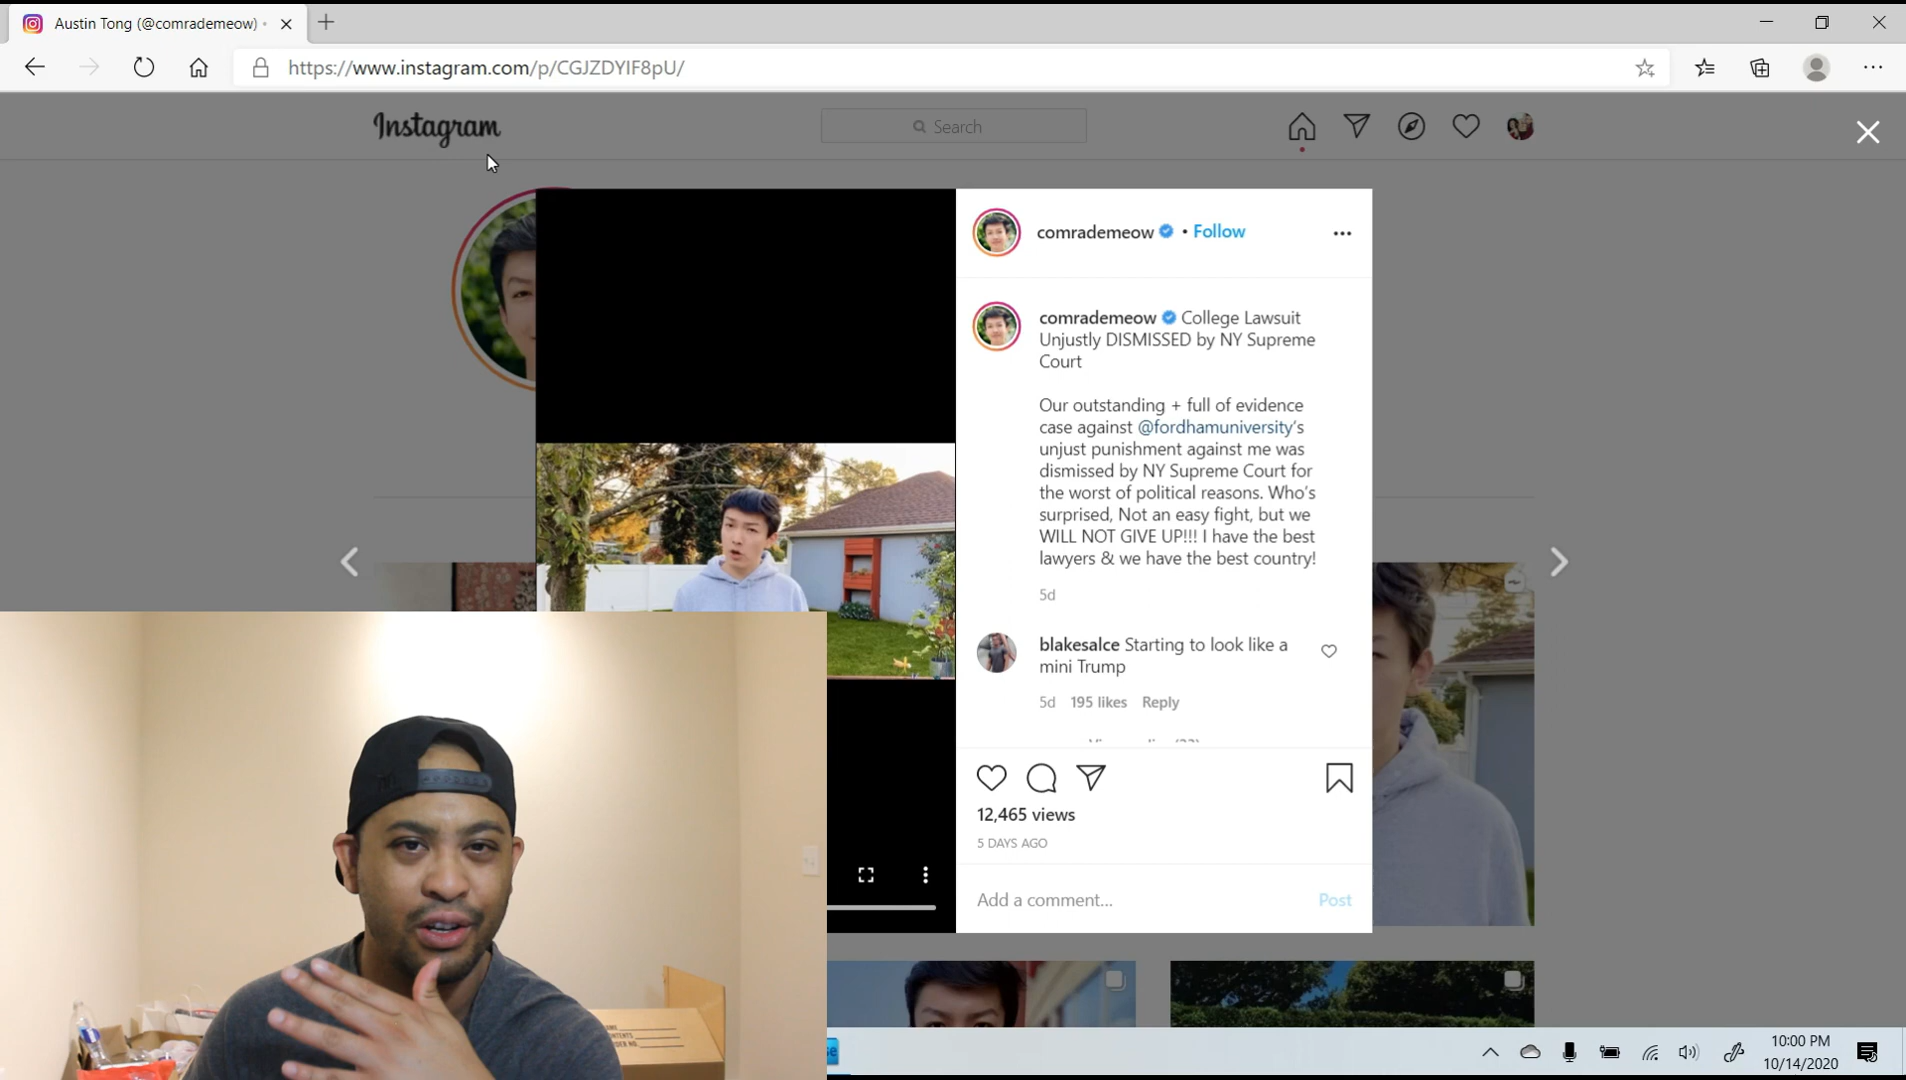 Austin Tong (@comrademeow) •
https://www.instagram.com/p/CGJZDYIF8pU/
Instagram
Search
comrademeow • Follow
comrademeow College Lawsuit
Unjustly DISMISSED by NY Supreme
Court
Our outstanding + full of evidence
case against @fordhamuniversity's
unjust punishment against me was
dismissed by NY Supreme Court for
the worst of political reasons. Who's
surprised, Not an easy fight, but we
WILL NOT GIVE UP!!! I have the best
lawyers & we have the best country!
5d
blakesalce Starting to look like a
mini Trump
5d 195 likes Reply
12,465 views
5 DAYS AGO
Add a comment... Post
10:00 PM
10/14/2020